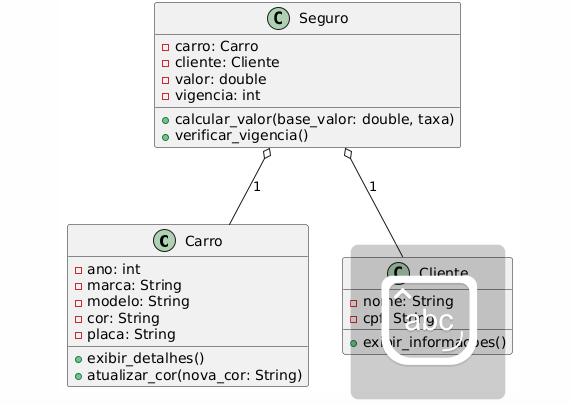 Seguro
carro: Carro
cliente: Cliente
valor: double
vigencia: int
calcular_valor(base_valor: double, taxa)
verificar_vigencia()
1
1
Carro
ano: int
marca: String
modelo: String
cor: String
placa: String
exibir_detalhes()
atualizar_cor(nova_cor: String)
Cliente
nome: String
cpf: String
exibir_informacoes()
abc